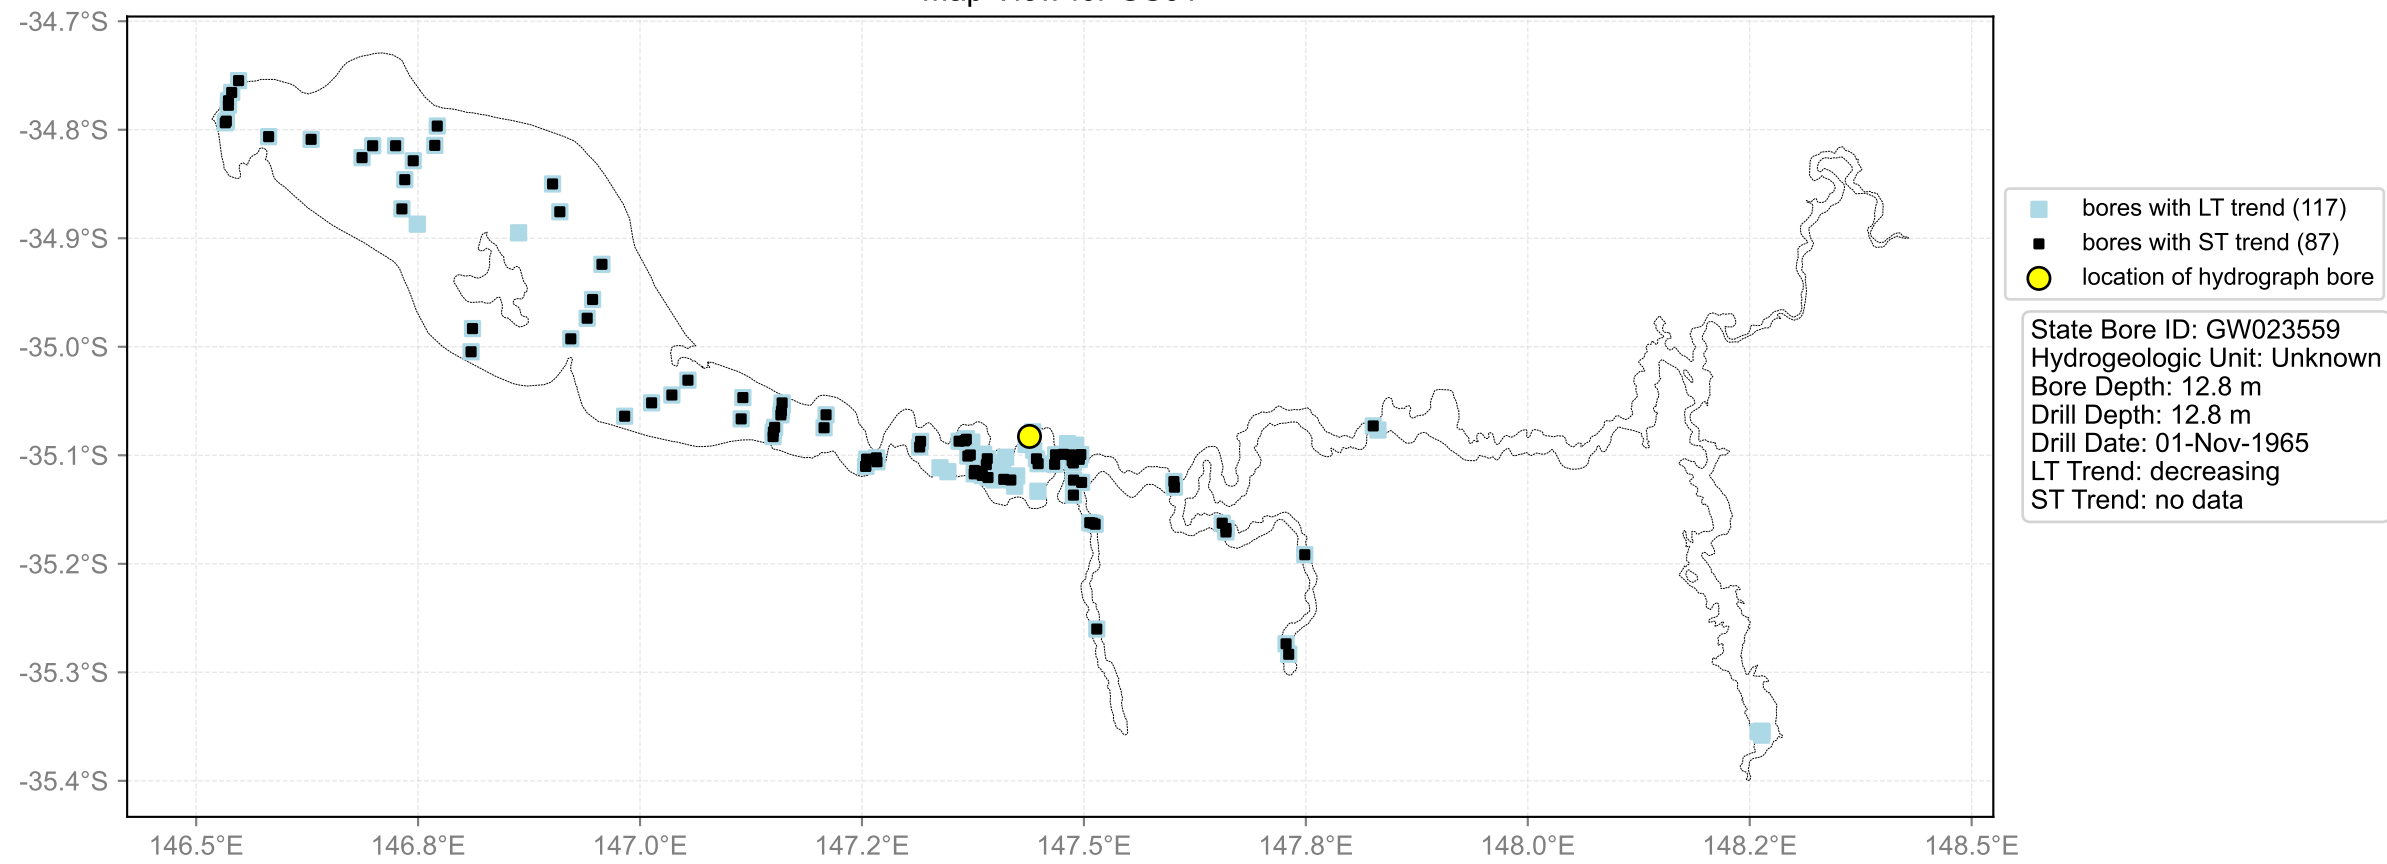 -34.7°S
-34.8°S
-34.9°S
-35.0°S
-35.1°S
-35.2°S
-35.3°S
-35.4°S
146.5°E 146.8°E 147.0°E 147.2°E 147.5°E 147.8°E 148.0°E 148.2°E 148.5°E
bores with LT trend (117)
bores with ST trend (87)
location of hydrograph bore
State Bore ID: GW023559
Hydrogeologic Unit: Unknown
Bore Depth: 12.8 m
Drill Depth: 12.8 m
Drill Date: 01-Nov-1965
LT Trend: decreasing
ST Trend: no data